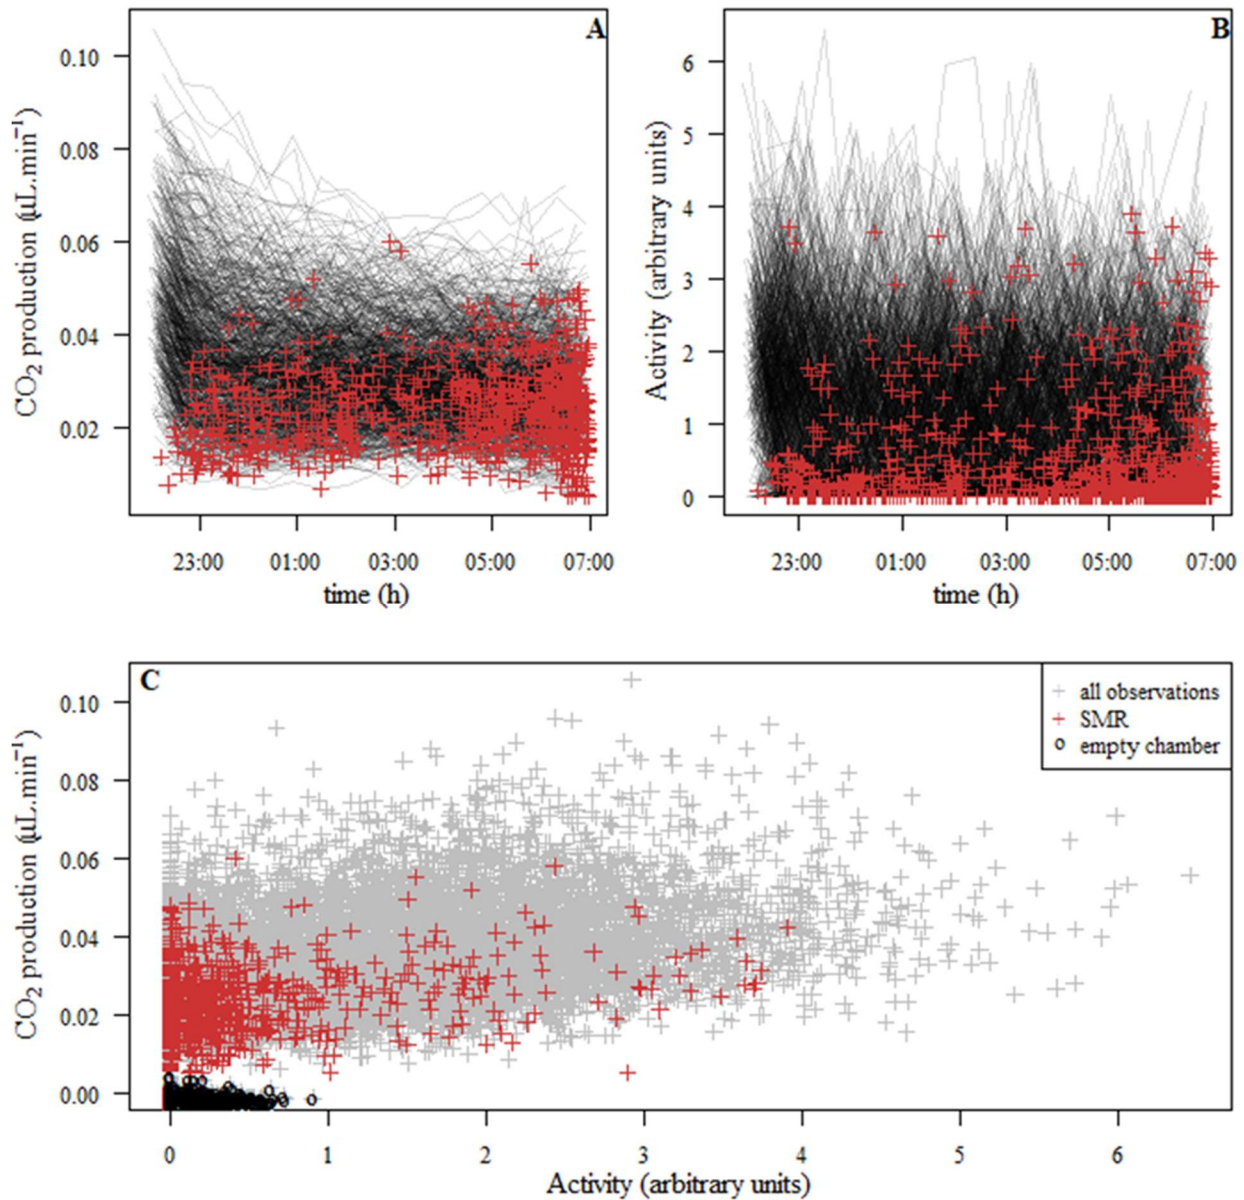 A
CO₂ production (μL.min⁻¹)
0.10
0.08
0.06
0.04
0.02
23:00 01:00 03:00 05:00 07:00
time (h)
B
Activity (arbitrary units)
6
5
4
3
2
1
0
23:00 01:00 03:00 05:00 07:00
time (h)
C
CO₂ production (μL.min⁻¹)
0.10
0.08
0.06
0.04
0.02
0.00
all observations
SMR
empty chamber
0 1 2 3 4 5 6
Activity (arbitrary units)